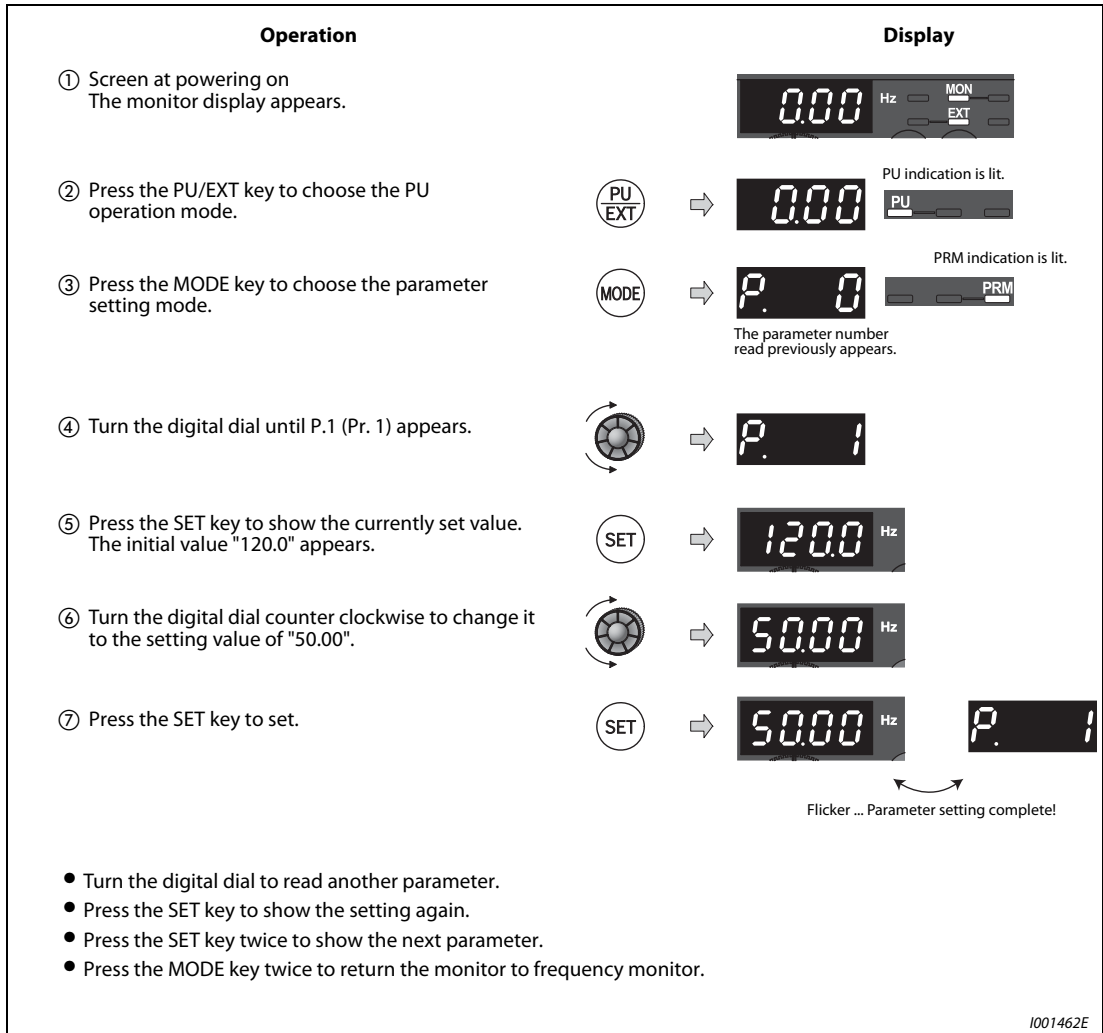 Operation
Display
① Screen at powering on
The monitor display appears.
0.00 Hz MON
EXT
② Press the PU/EXT key to choose the PU
operation mode.
PU
EXT
0.00
PU indication is lit.
PU
③ Press the MODE key to choose the parameter
setting mode.
MODE
P. 0
PRM indication is lit.
PRM
The parameter number
read previously appears.
④ Turn the digital dial until P.1 (Pr. 1) appears.
P. 1
⑤ Press the SET key to show the currently set value.
The initial value "120.0" appears.
SET
120.0 Hz
⑥ Turn the digital dial counter clockwise to change it
to the setting value of "50.00".
50.00 Hz
⑦ Press the SET key to set.
SET
50.00 Hz
P. 1
Flicker ... Parameter setting complete!
● Turn the digital dial to read another parameter.
● Press the SET key to show the setting again.
● Press the SET key twice to show the next parameter.
● Press the MODE key twice to return the monitor to frequency monitor.
I001462E